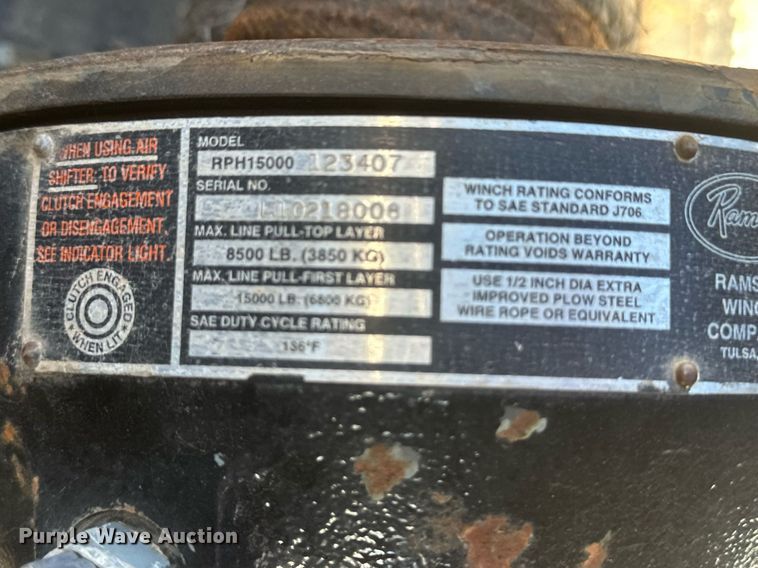 WHEN USING AIR
SHIFTER, TO VERIFY
CLUTCH ENGAGEMENT
OR DISENGAGEMENT,
SEE INDICATOR LIGHT.
CLUTCH ENGAGED
WHEN LIT
MODEL
RPH15000 123407
SERIAL NO.
MAX. LINE PULL-TOP LAYER
8500 LB. (3850 KG)
MAX. LINE PULL-FIRST LAYER
15000 LB. (6800 KG)
SAE DUTY CYCLE RATING
136°F
WINCH RATING CONFORMS
TO SAE STANDARD J706
OPERATION BEYOND
RATING VOIDS WARRANTY
USE 1/2 INCH DIA EXTRA
IMPROVED PLOW STEEL
WIRE ROPE OR EQUIVALENT
Ram
RAMS
WINC
COMP
TULSA,
Purple Wave Auction
purplewave.com